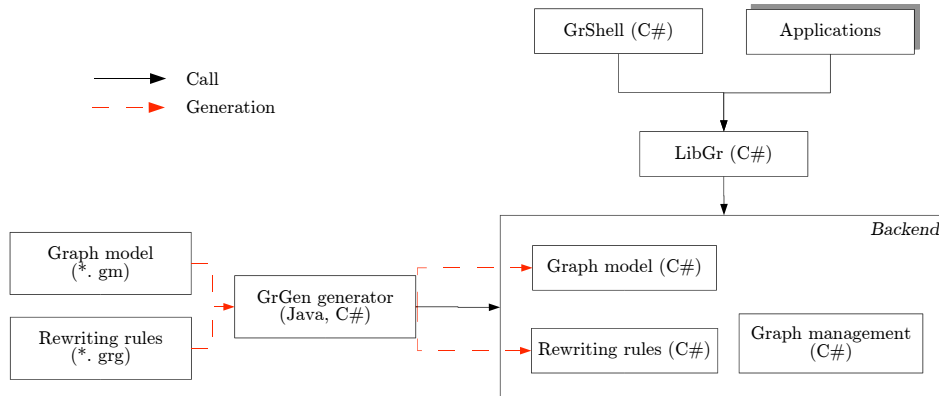 GrShell (C#)
Applications
Call
Generation
LibGr (C#)
Backend
Graph model
(*. gm)
Graph model (C#)
GrGen generator
(Java, C#)
Rewriting rules
(*. grg)
Rewriting rules (C#)
Graph management
(C#)